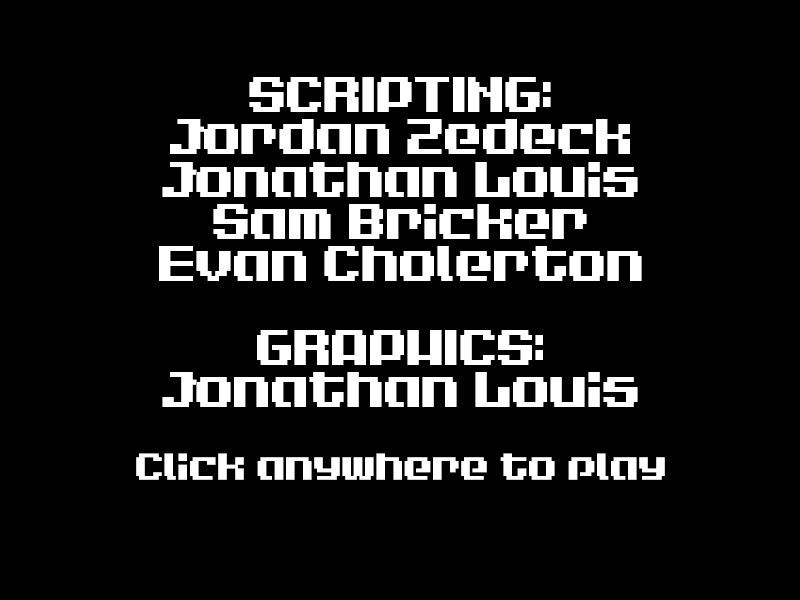 SCRIPTING:
Jordan Zedeck
Jonathan Louis
Sam Bricker
Evan Cholerton
GRAPHICS:
Jonathan Louis
Click anywhere to play